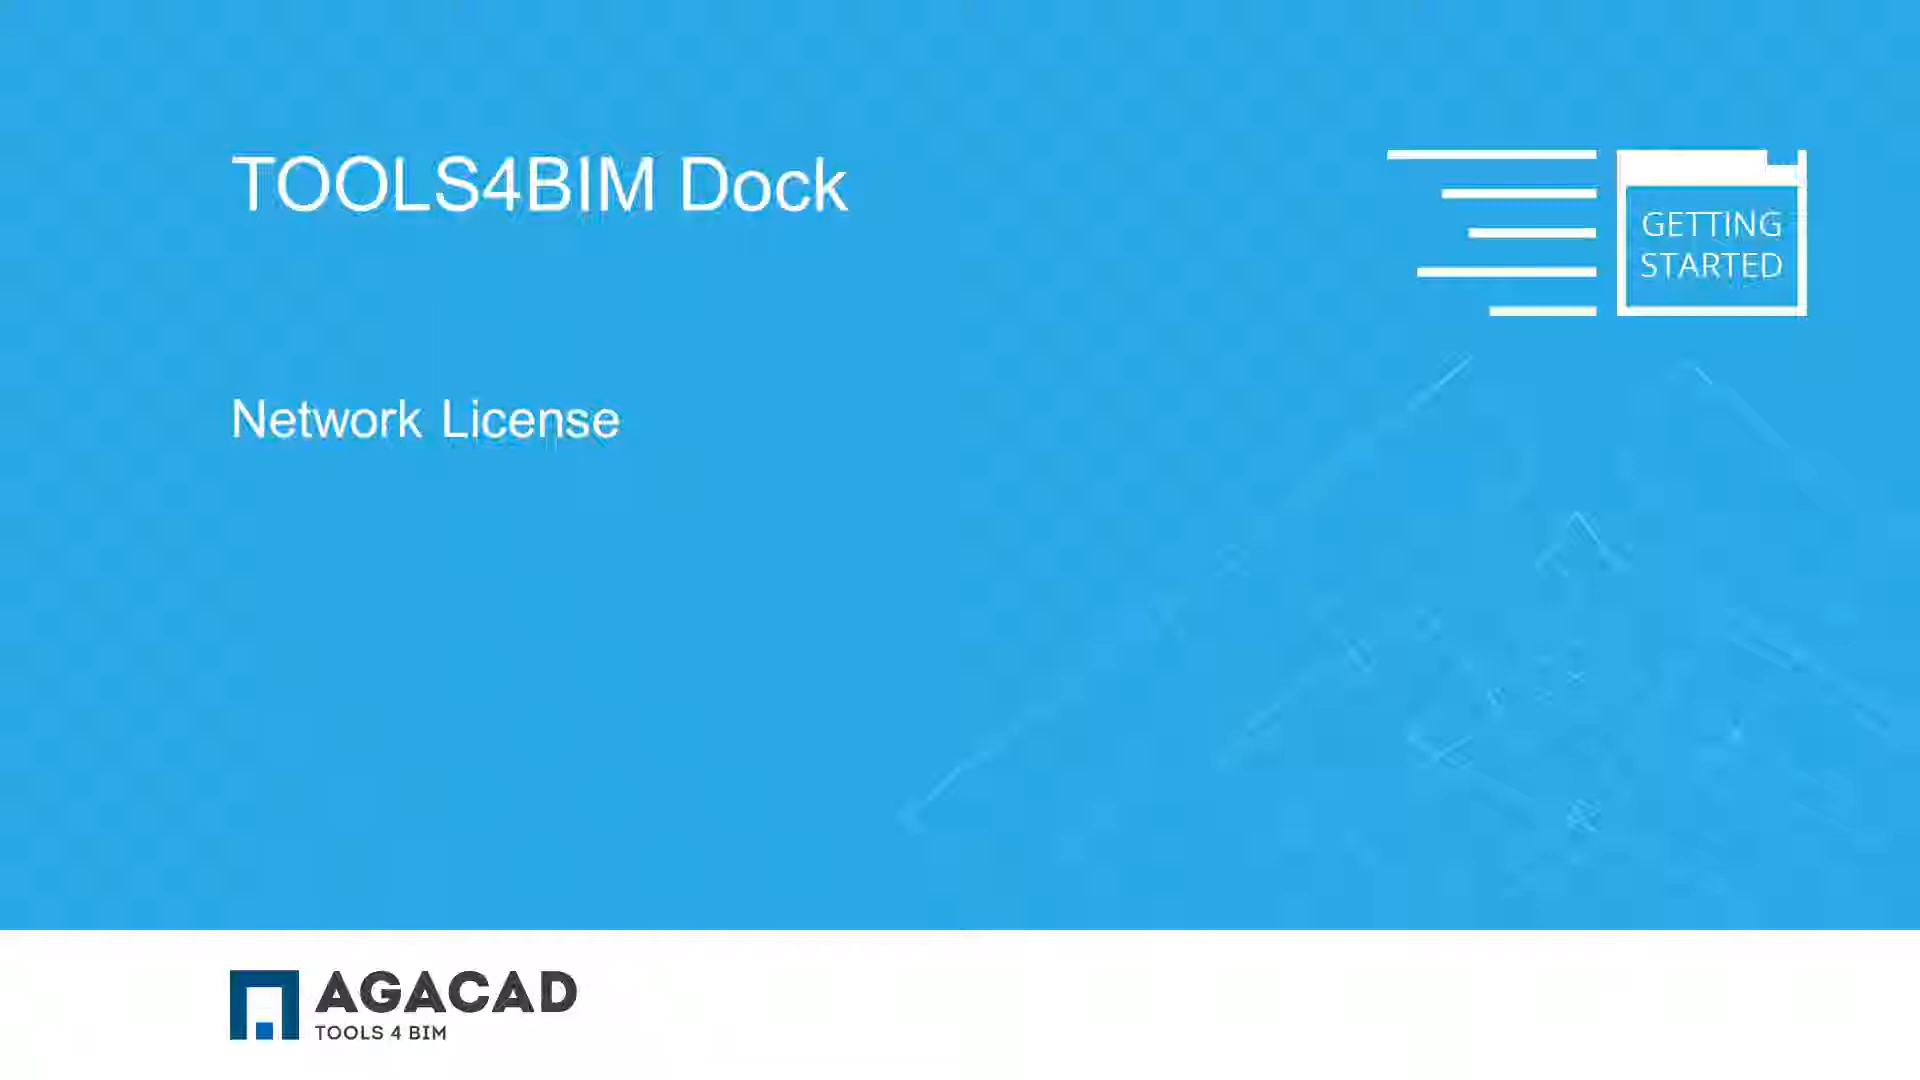 TOOLS4BIM Dock
GETTING
STARTED
Network License
AGACAD
TOOLS 4 BIM